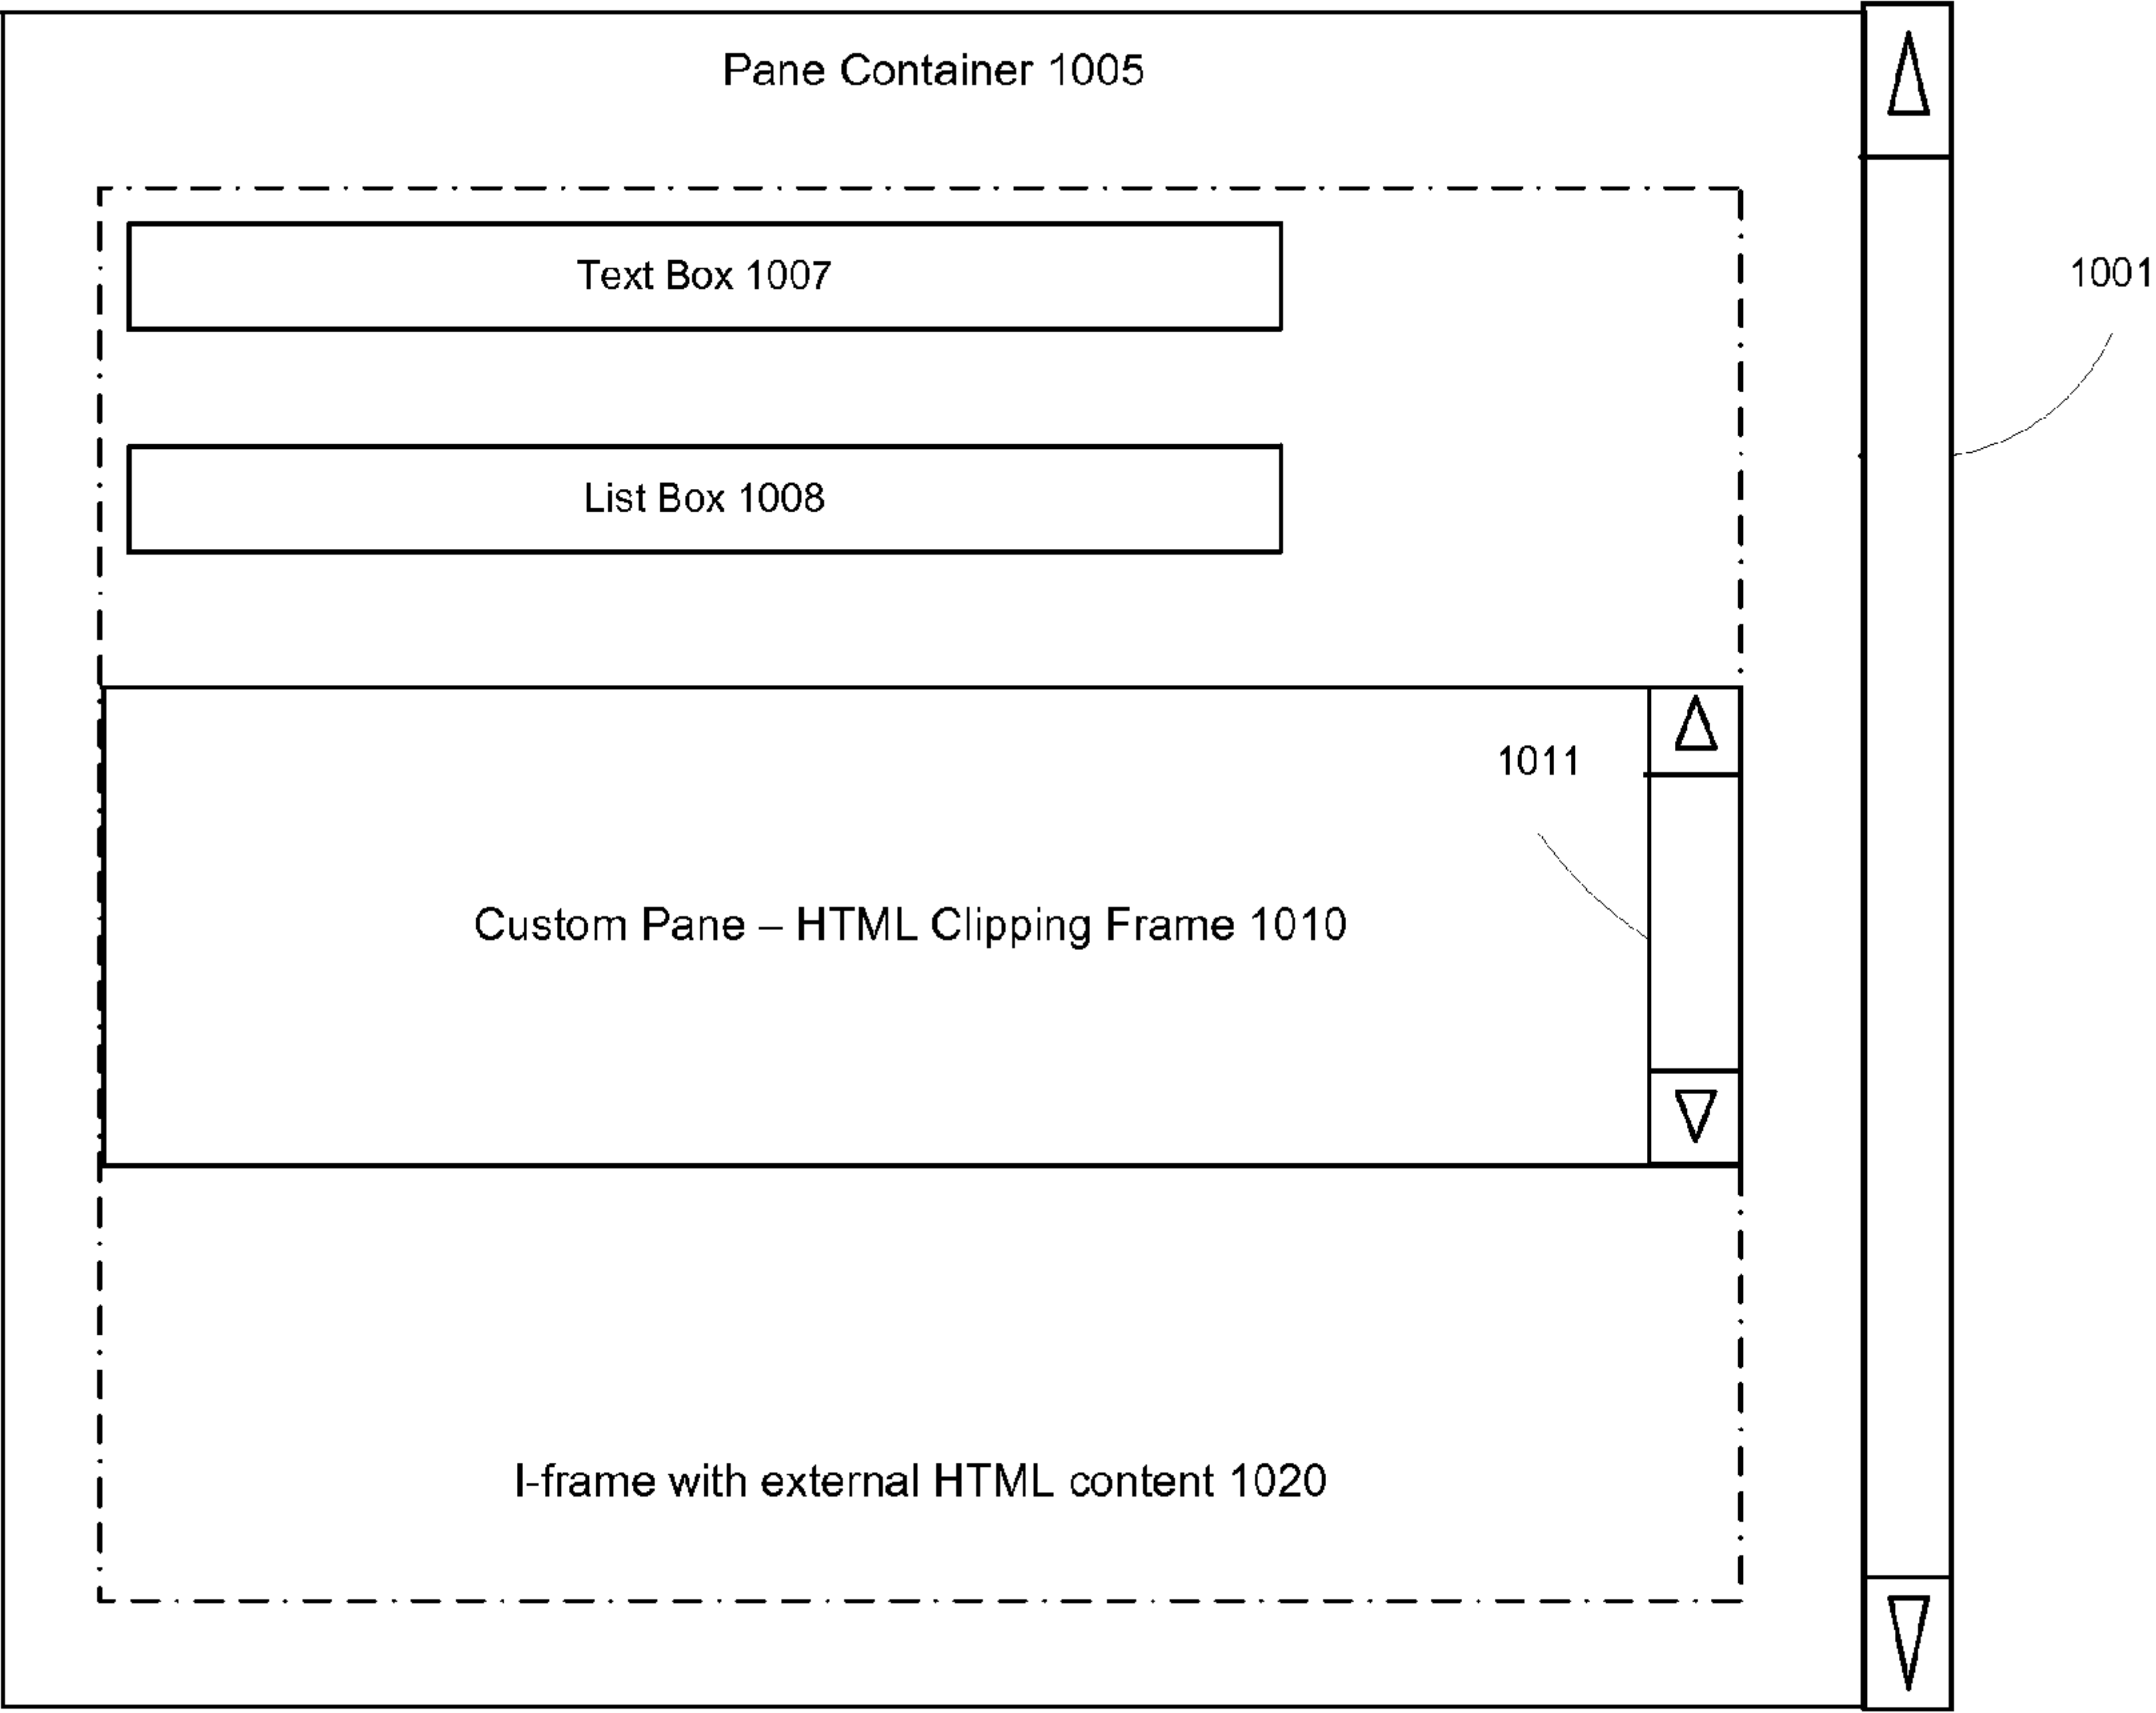 Pane Container 1005
Text Box 1007
1001
List Box 1008
1011
Custom Pane – HTML Clipping Frame 1010
I-frame with external HTML content 1020